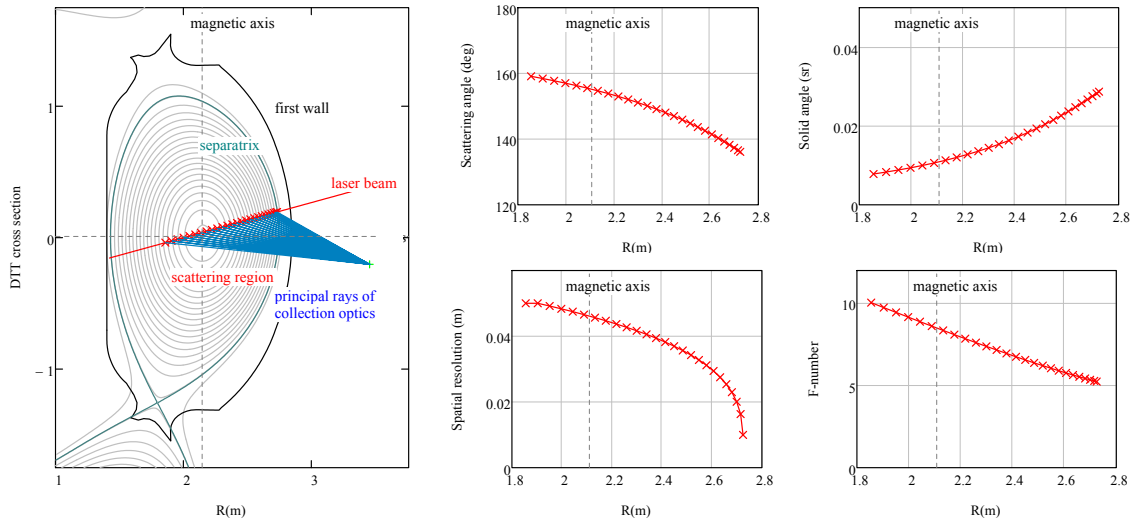 magnetic axis
first wall
separatrix
laser beam
scattering region
principal rays of
collection optics
DTT cross section
1
0
− 1
1
2
3
R(m)
s
magnetic axis
Scattering angle (deg)
180
160
140
120
1.8
2
2.2
2.4
2.6
2.8
R(m)
magnetic axis
Solid angle (sr)
0.04
0.02
0
1.8
2
2.2
2.4
2.6
2.8
R(m)
magnetic axis
Spatial resolution (m)
0.04
0.02
0
1.8
2
2.2
2.4
2.6
2.8
R(m)
magnetic axis
F-number
10
5
0
1.8
2
2.2
2.4
2.6
2.8
R(m)